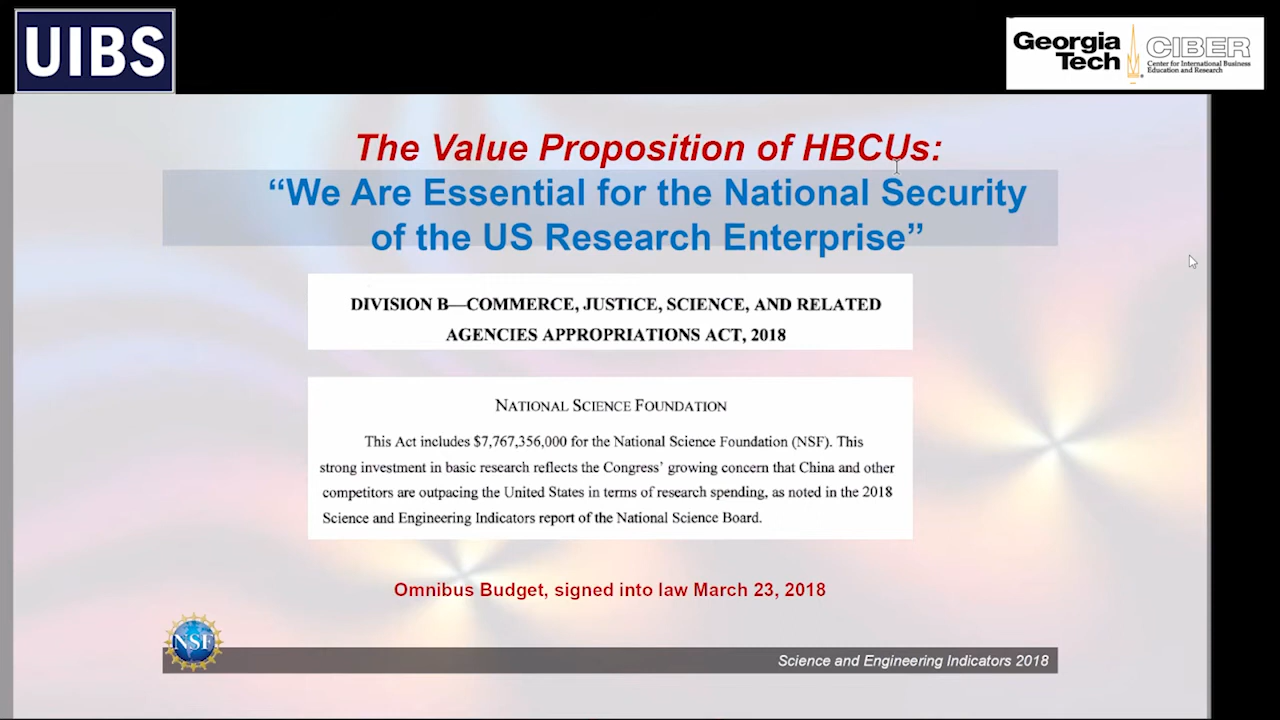 UIBS
Georgia Tech
CIBER
Center for International Business
Education and Research
The Value Proposition of HBCUs:
“We Are Essential for the National Security
of the US Research Enterprise”
DIVISION B—COMMERCE, JUSTICE, SCIENCE, AND RELATED
AGENCIES APPROPRIATIONS ACT, 2018
NATIONAL SCIENCE FOUNDATION
This Act includes $7,767,356,000 for the National Science Foundation (NSF). This
strong investment in basic research reflects the Congress’ growing concern that China and other
competitors are outpacing the United States in terms of research spending, as noted in the 2018
Science and Engineering Indicators report of the National Science Board.
Omnibus Budget, signed into law March 23, 2018
NSF
Science and Engineering Indicators 2018